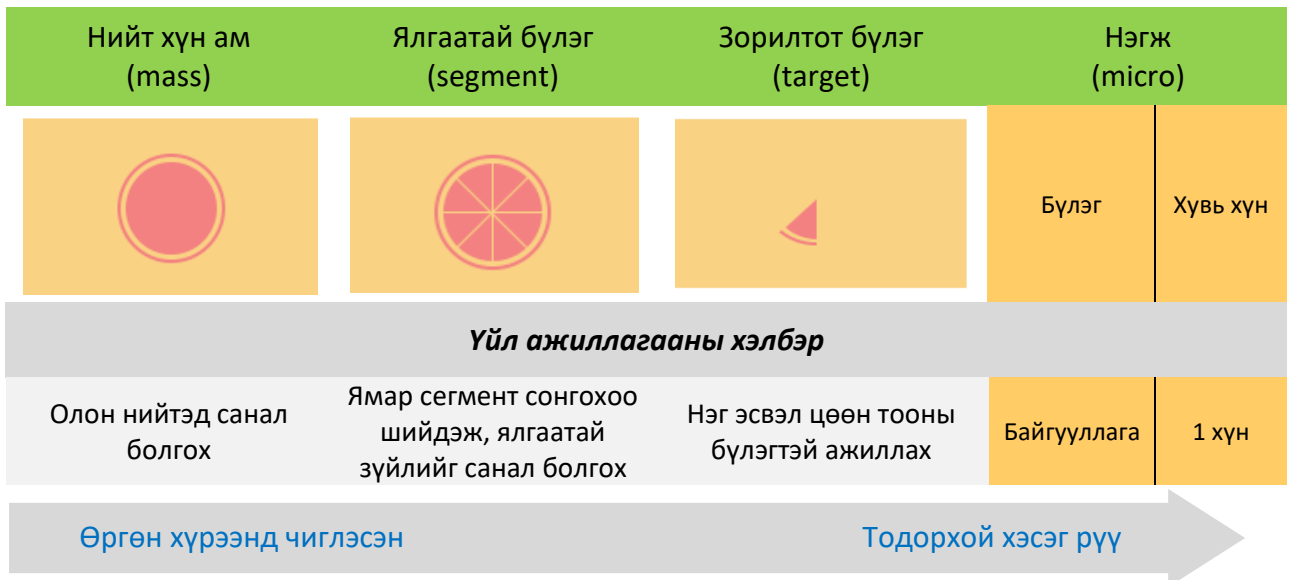 Нийт хүн ам
(mass)
Ялгаатай бүлэг
(segment)
Зорилтот бүлэг
(target)
Нэгж
(micro)
Бүлэг
Хувь хүн
Үйл ажиллагааны хэлбэр
Олон нийтэд санал
болгох
Ямар сегмент сонгохоо
шийдэж, ялгаатай
зүйлийг санал болгох
Нэг эсвэл цөөн тооны
бүлэгтэй ажиллах
Байгууллага
1 хүн
Өргөн хүрээнд чиглэсэн
Тодорхой хэсэг рүү